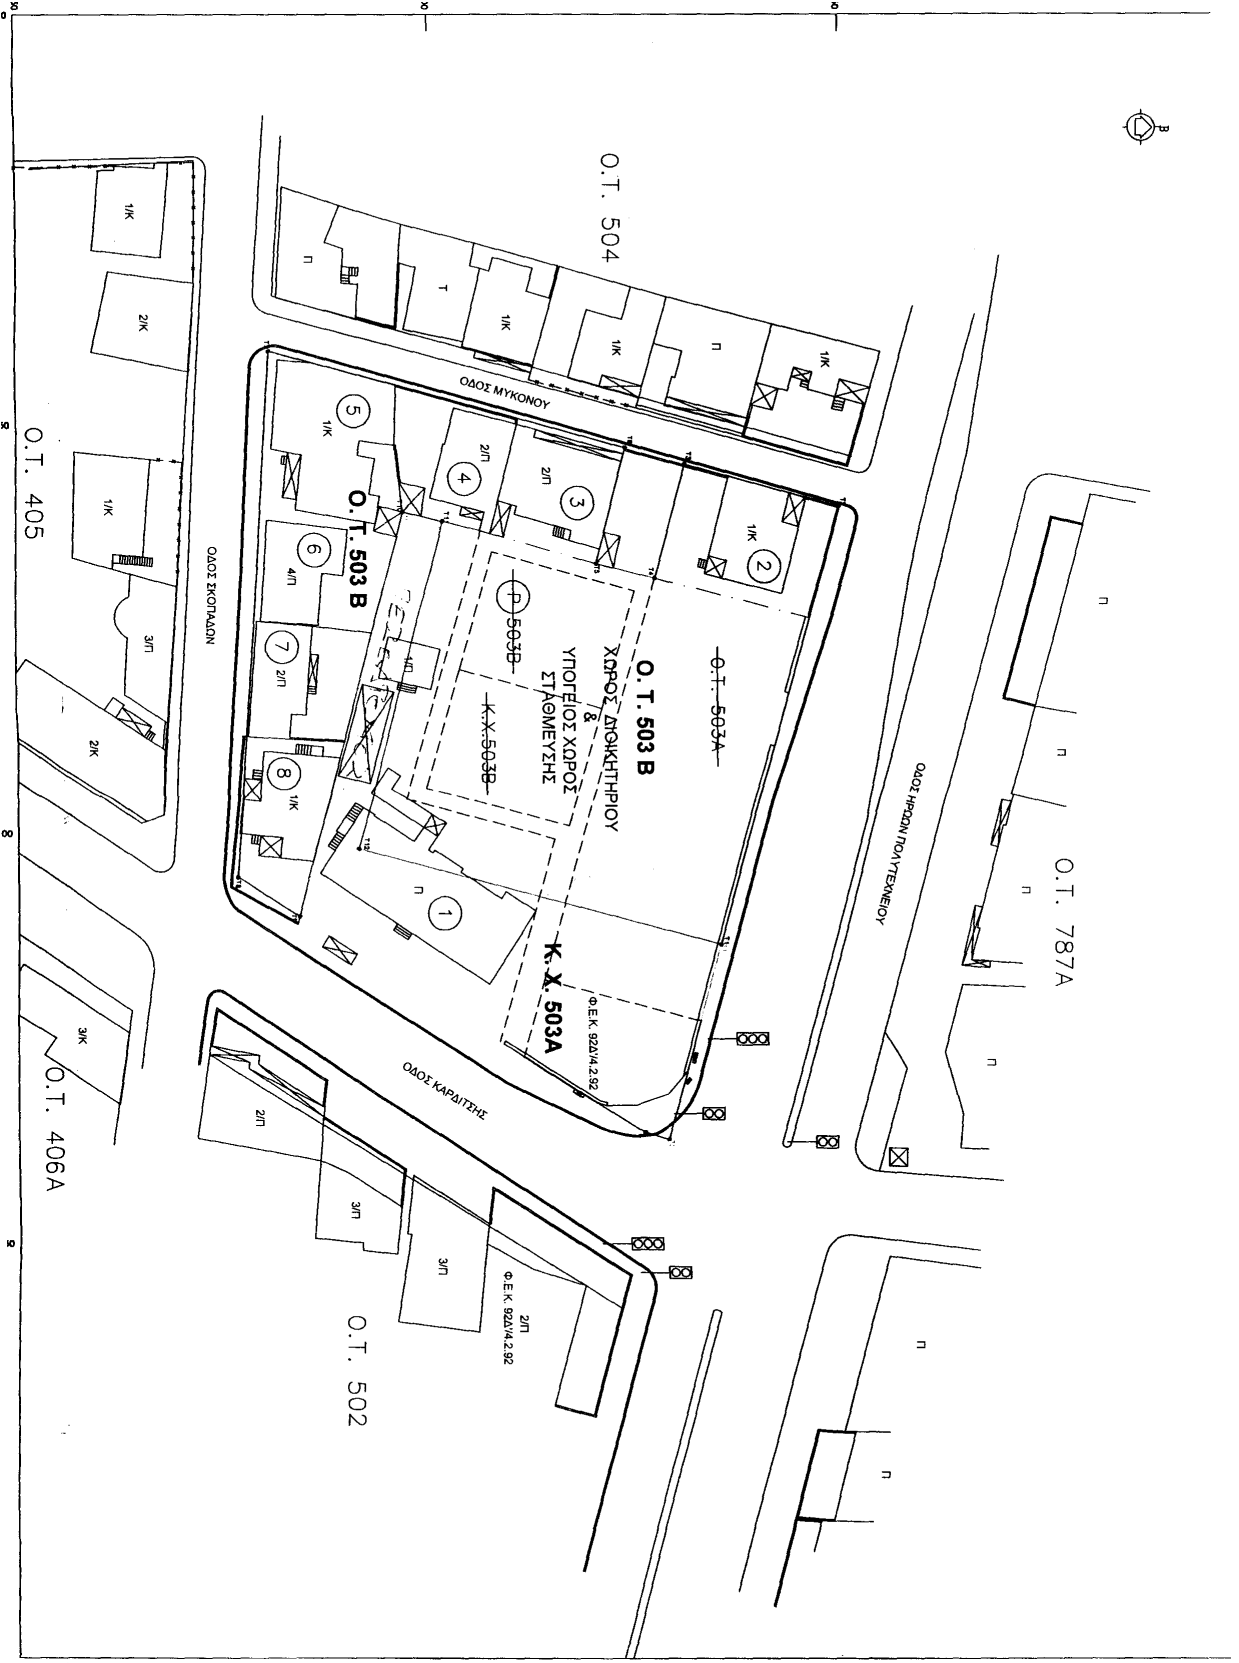 Β
Ο.Τ. 504
Ο.Τ. 787Α
Ο.Τ. 405
Ο.Τ. 406Α
Ο.Τ. 502
ΟΔΟΣ ΜΥΚΟΝΟΥ
ΟΔΟΣ ΗΡΩΩΝ ΠΟΛΥΤΕΧΝΕΙΟΥ
ΟΔΟΣ ΣΚΟΠΑΔΩΝ
ΟΔΟΣ ΚΑΡΔΙΤΣΗΣ
Ο.Τ. 503Α
Ο. Τ. 503 Β
ΧΩΡΟΣ ΔΙΟΙΚΗΤΗΡΙΟΥ
&
ΥΠΟΓΕΙΟΣ ΧΩΡΟΣ
ΣΤΑΘΜΕΥΣΗΣ
Ρ 503Β
Κ.Χ.503Β
Ο. Τ. 503 Β
Κ. Χ. 503Α
Φ.Ε.Κ. 92Δ'/4.2.92
1/Κ
Π
1/Κ
1/Κ
Τ
Π
1/Κ
2
2/Π
3
2/Π
4
1/Κ
5
4/Π
6
2/Π
7
1/Κ
8
1/Π
Π
1
1/Κ
2/Κ
1/Κ
3/Π
2/Κ
3/Κ
2/Π
3/Π
3/Π
2/Π
Φ.Ε.Κ. 92Δ'/4.2.92
Π
Π
Π
Π
Π
Π
Τ4
Τ5
Τ12